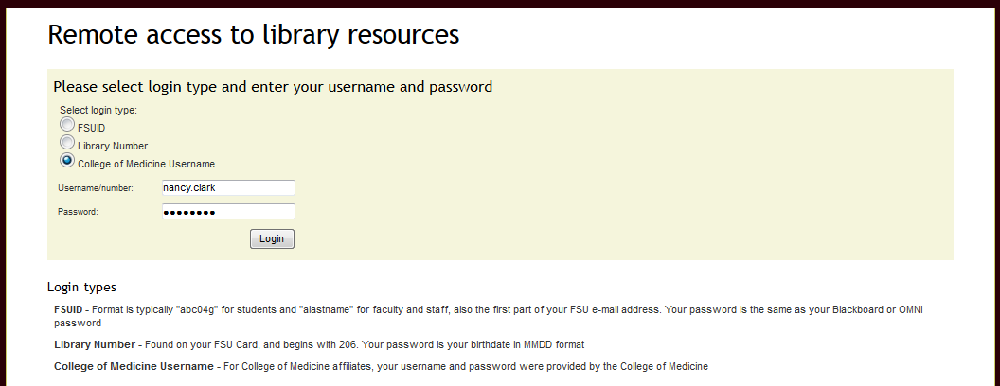 Remote access to library resources
Please select login type and enter your username and password
Select login type:
FSUID
Library Number
College of Medicine Username
Username/number: nancy.clark
Password: ●●●●●●●●
Login
Login types
FSUID - Format is typically "abc04g" for students and "alastname" for faculty and staff, also the first part of your FSU e-mail address. Your password is the same as your Blackboard or OMNI
password
Library Number - Found on your FSU Card, and begins with 206. Your password is your birthdate in MMDD format
College of Medicine Username - For College of Medicine affiliates, your username and password were provided by the College of Medicine